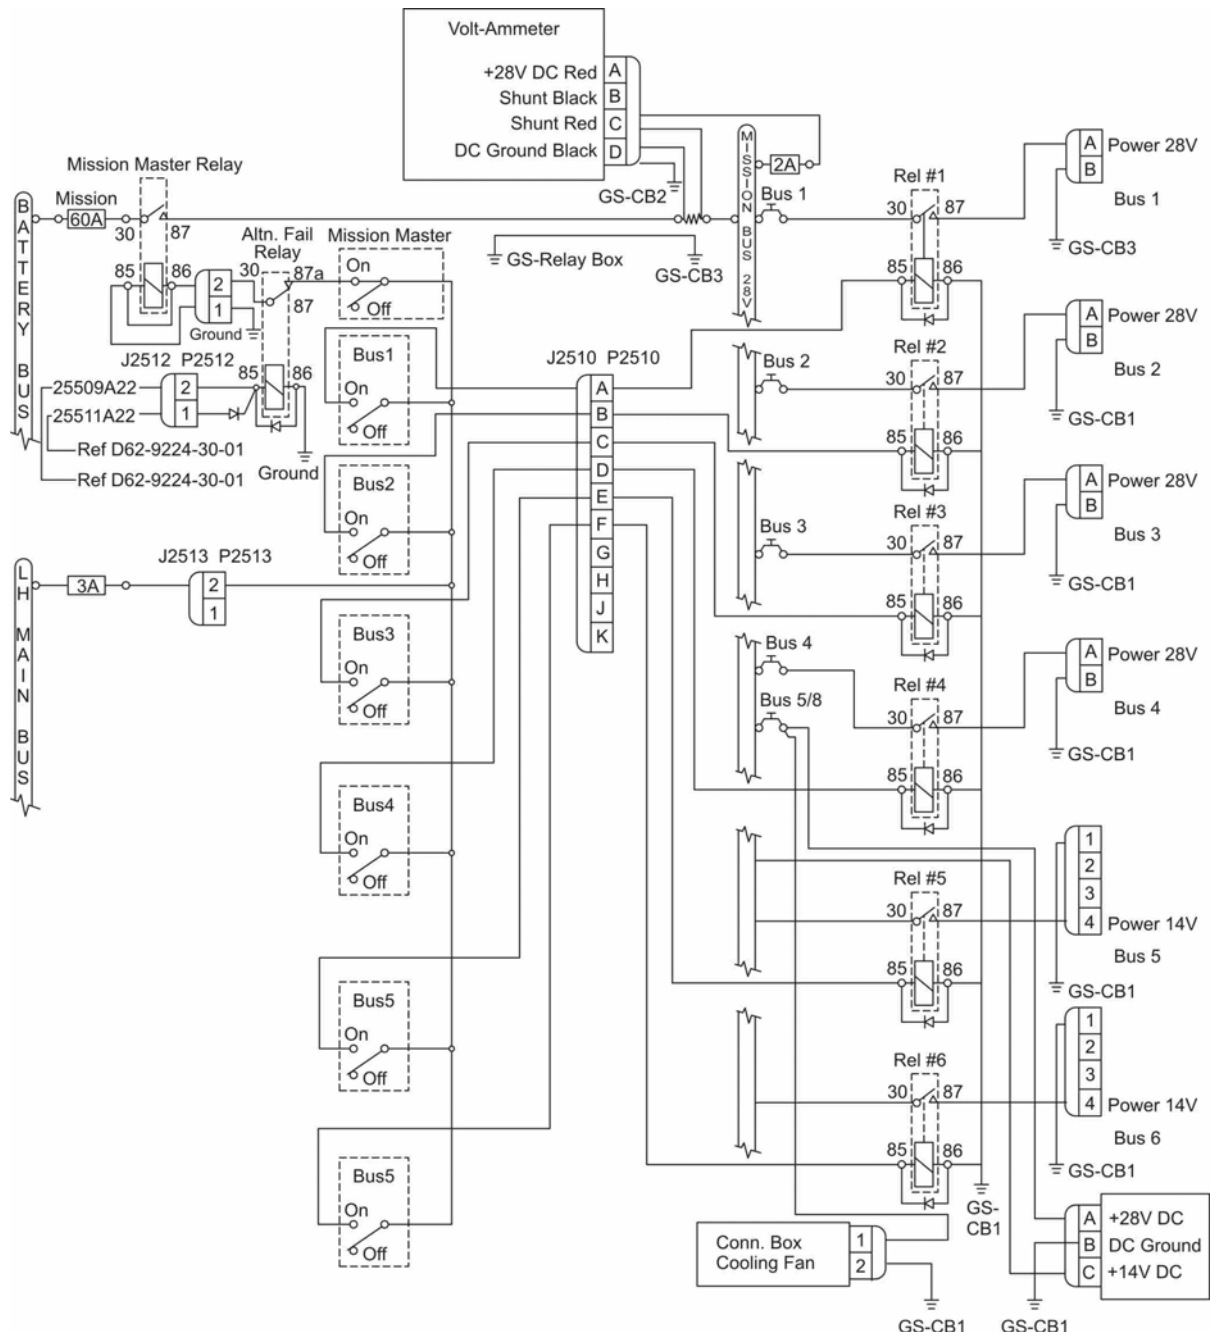 Volt-Ammeter
+28V DC Red A
Shunt Black B
Shunt Red C
DC Ground Black D
GS-CB2
Mission Master Relay
BATTERY BUS
Mission
60A
30 87
85 86
2
1
Ground
Altn. Fail
Relay
30 87a
87
Mission Master
On
Off
GS-Relay Box
GS-CB3
MISSION BUS 28V
2A
Bus 1
Rel #1
30 87
85 86
A Power 28V
B
Bus 1
GS-CB3
J2512 P2512
25509A22
25511A22
2
1
85 86
Ref D62-9224-30-01
Ref D62-9224-30-01
Ground
Bus1
On
Off
Bus2
On
Off
J2510 P2510
A
B
C
D
E
F
G
H
J
K
Bus 2
Rel #2
30 87
85 86
A Power 28V
B
Bus 2
GS-CB1
Bus 3
Rel #3
30 87
85 86
A Power 28V
B
Bus 3
GS-CB1
LH MAIN BUS
3A
J2513 P2513
2
1
Bus3
On
Off
Bus 4
Bus 5/8
Rel #4
30 87
85 86
A Power 28V
B
Bus 4
GS-CB1
Bus4
On
Off
Rel #5
30 87
85 86
1
2
3
4 Power 14V
Bus 5
GS-CB1
Bus5
On
Off
Rel #6
30 87
85 86
1
2
3
4 Power 14V
Bus 6
GS-CB1
Bus5
On
Off
GS-
CB1
Conn. Box
Cooling Fan
1
2
GS-CB1
A +28V DC
B DC Ground
C +14V DC
GS-CB1